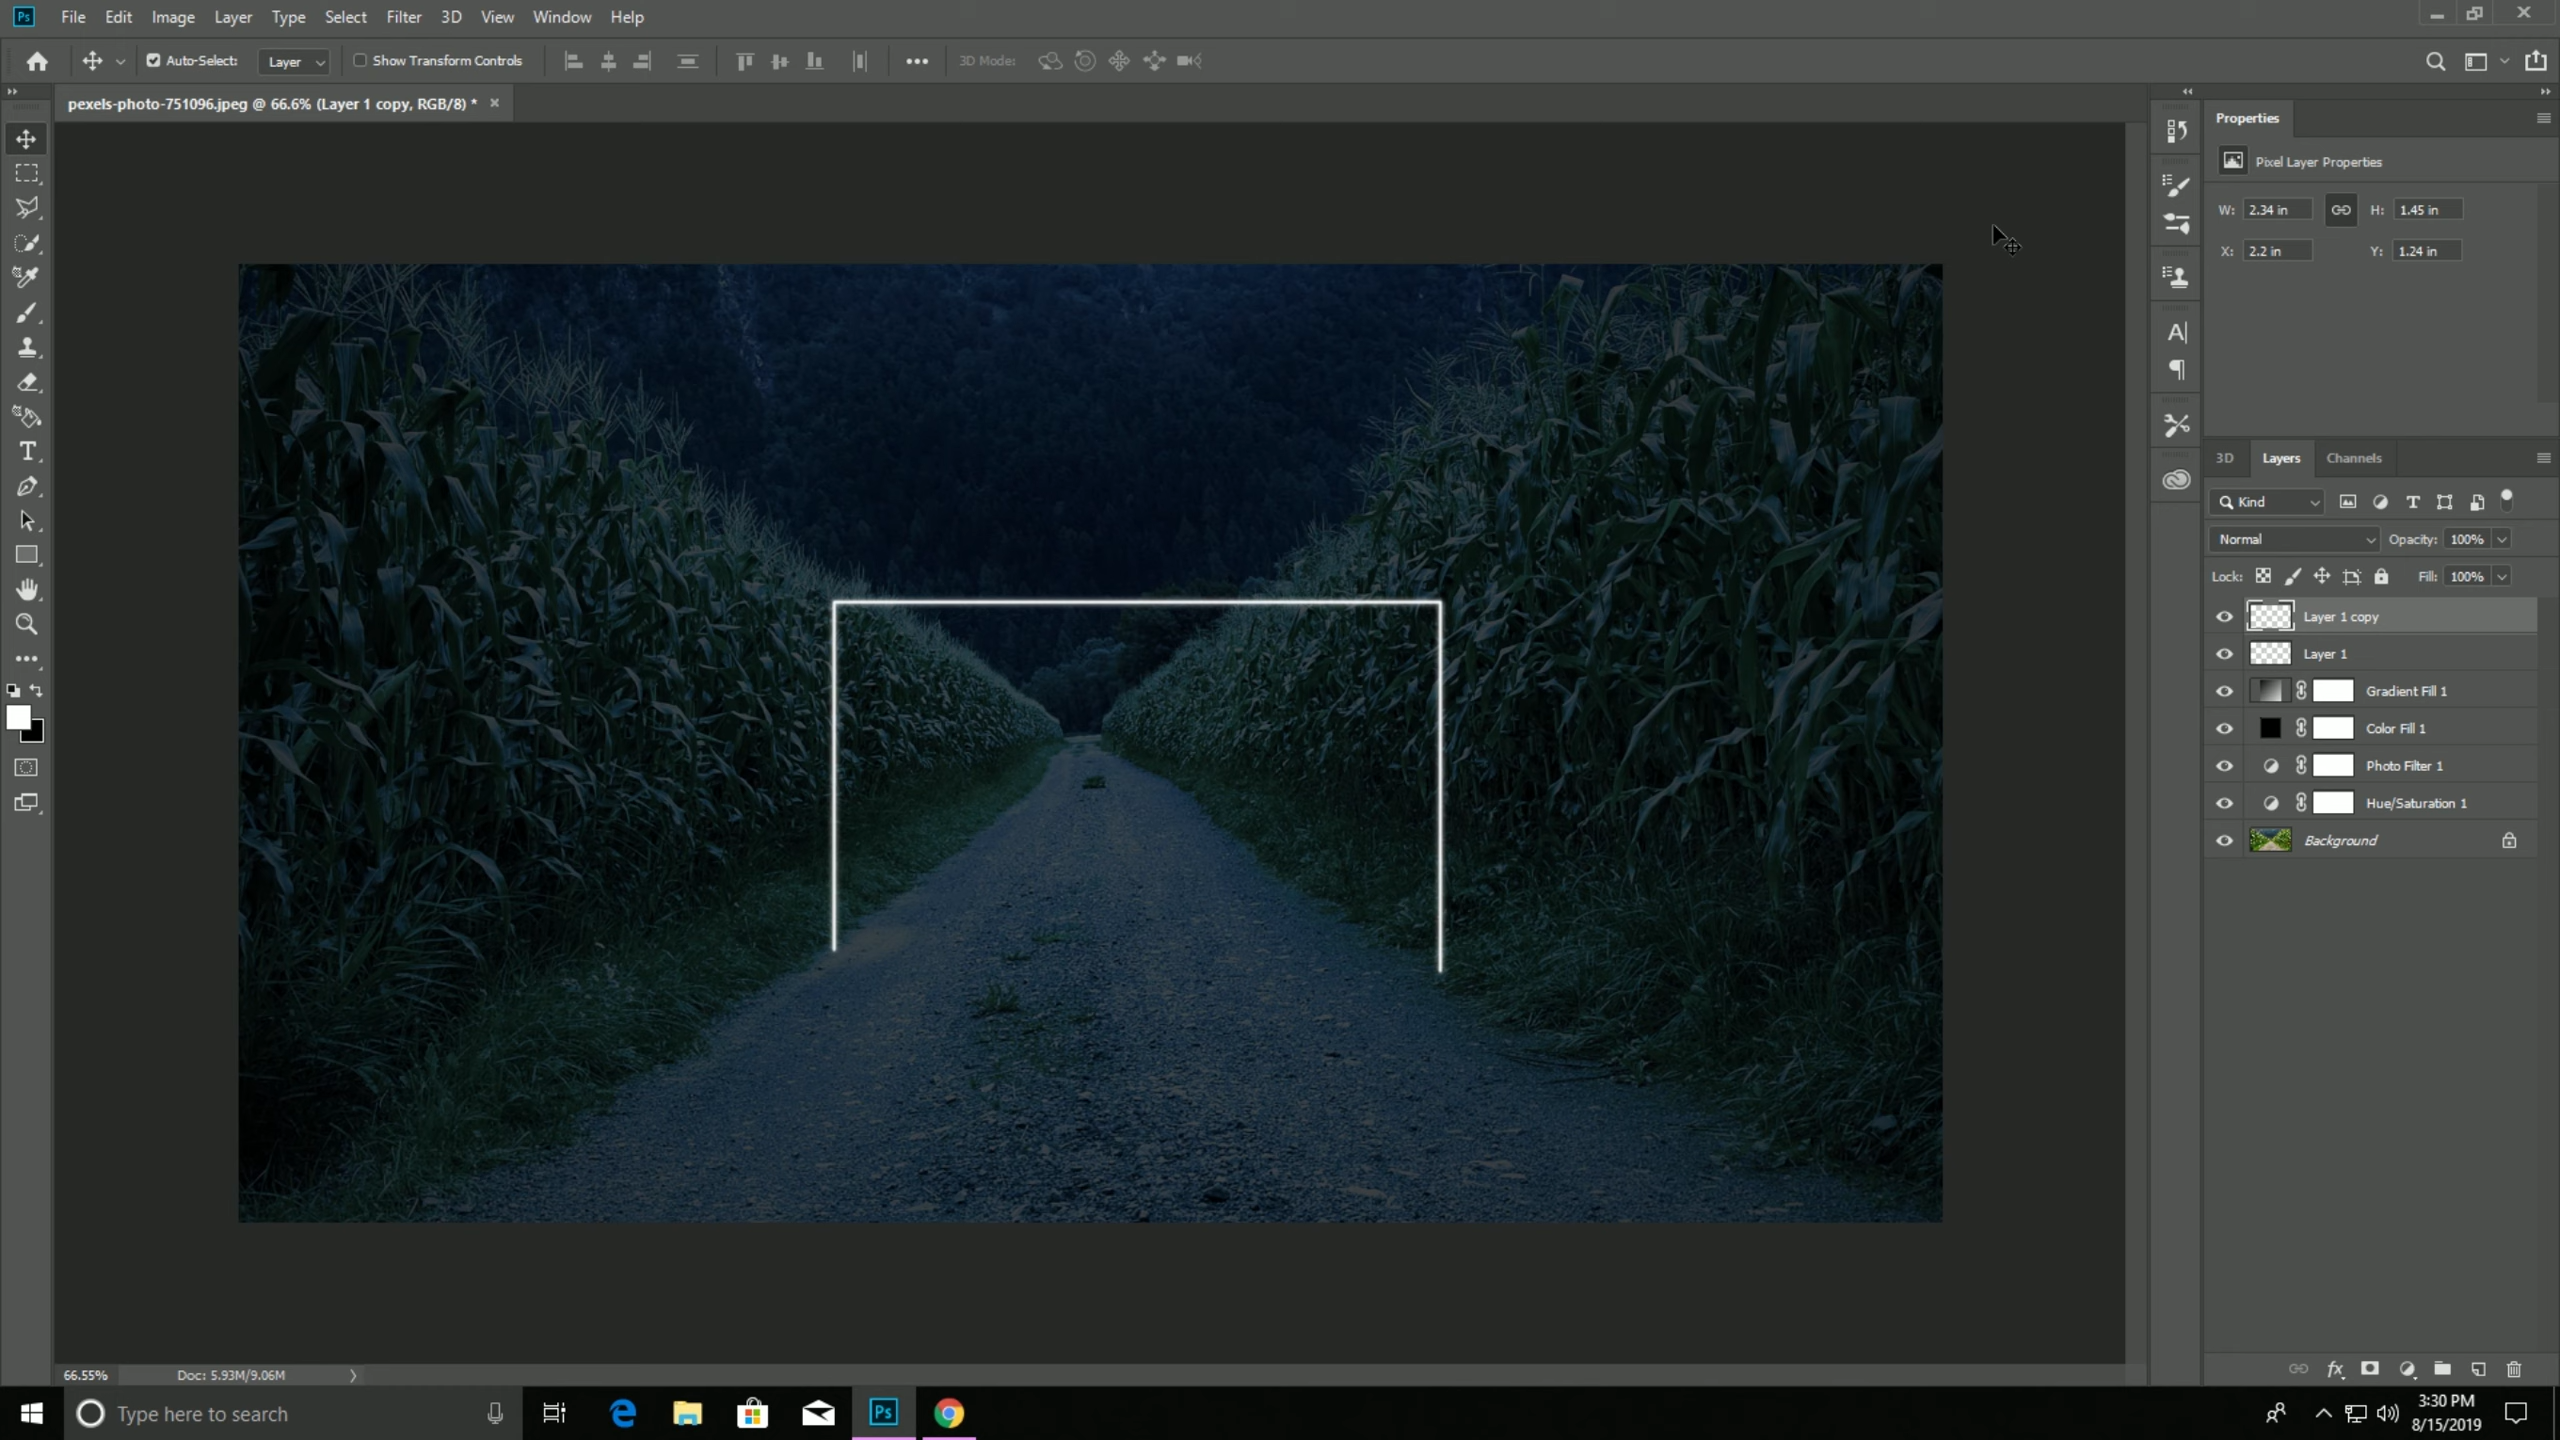 Ps File Edit Image Layer Type Select Filter 3D View Window Help
Auto-Select: Layer Show Transform Controls 3D Mode:
pexels-photo-751096.jpeg @ 66.6% (Layer 1 copy, RGB/8) * ×
Properties
Pixel Layer Properties
W: 2.34 in H: 1.45 in
X: 2.2 in Y: 1.24 in
3D Layers Channels
Kind
Normal Opacity: 100%
Lock: Fill: 100%
Layer 1 copy
Layer 1
Gradient Fill 1
Color Fill 1
Photo Filter 1
Hue/Saturation 1
Background
66.55% Doc: 5.93M/9.06M
Type here to search
Ps
3:30 PM
8/15/2019